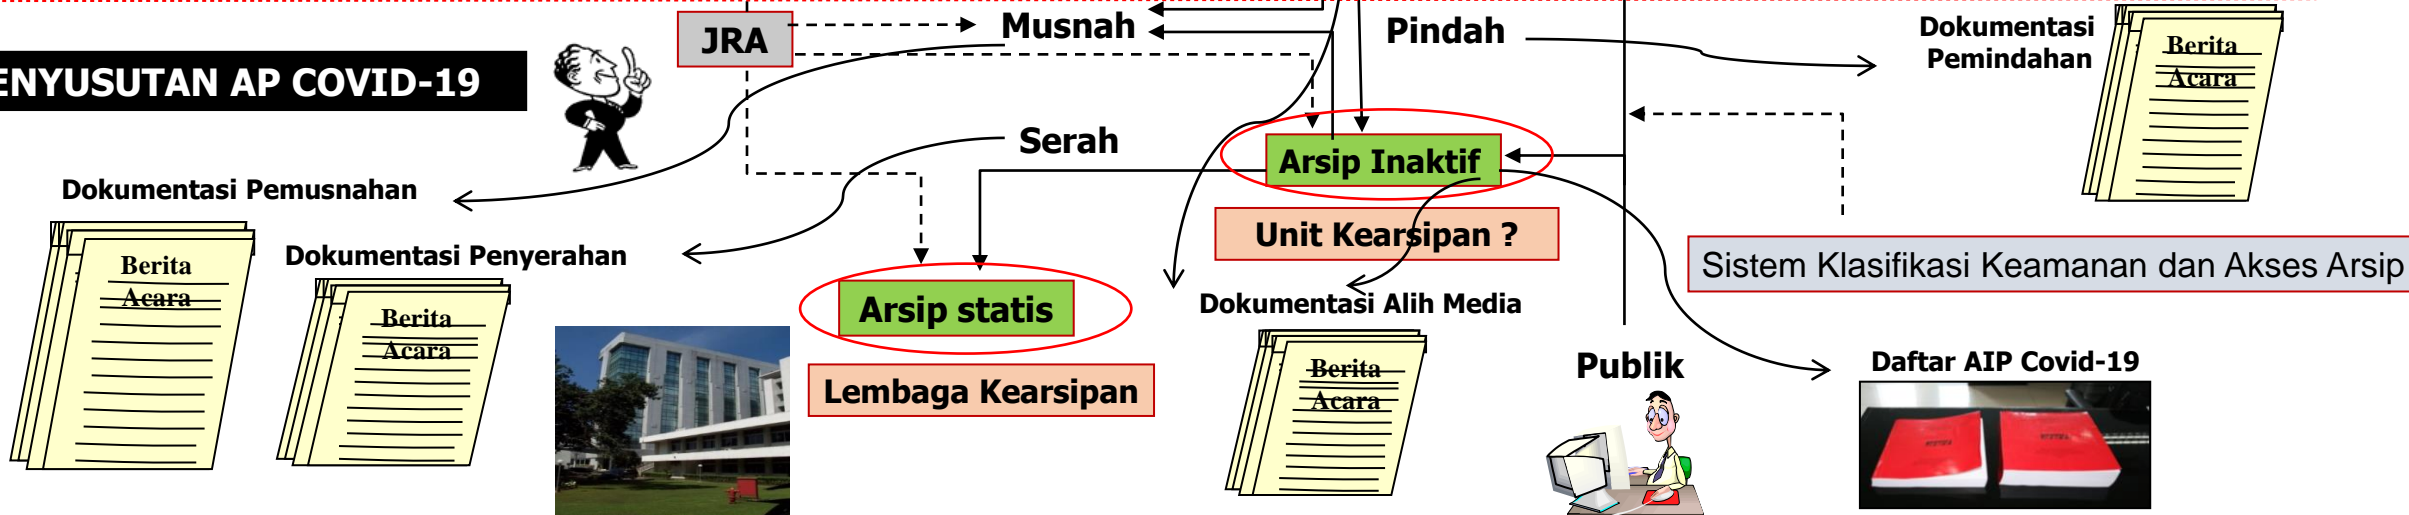 JRA
Musnah
Pindah
Dokumentasi
Pemindahan
Berita
Acara
ENYUSUTAN AP COVID-19
Serah
Arsip Inaktif
Dokumentasi Pemusnahan
Unit Kearsipan ?
Dokumentasi Penyerahan
Sistem Klasifikasi Keamanan dan Akses Arsip
Berita
Acara
Berita
Acara
Arsip statis
Dokumentasi Alih Media
Berita
Acara
Lembaga Kearsipan
Publik
Daftar AIP Covid-19